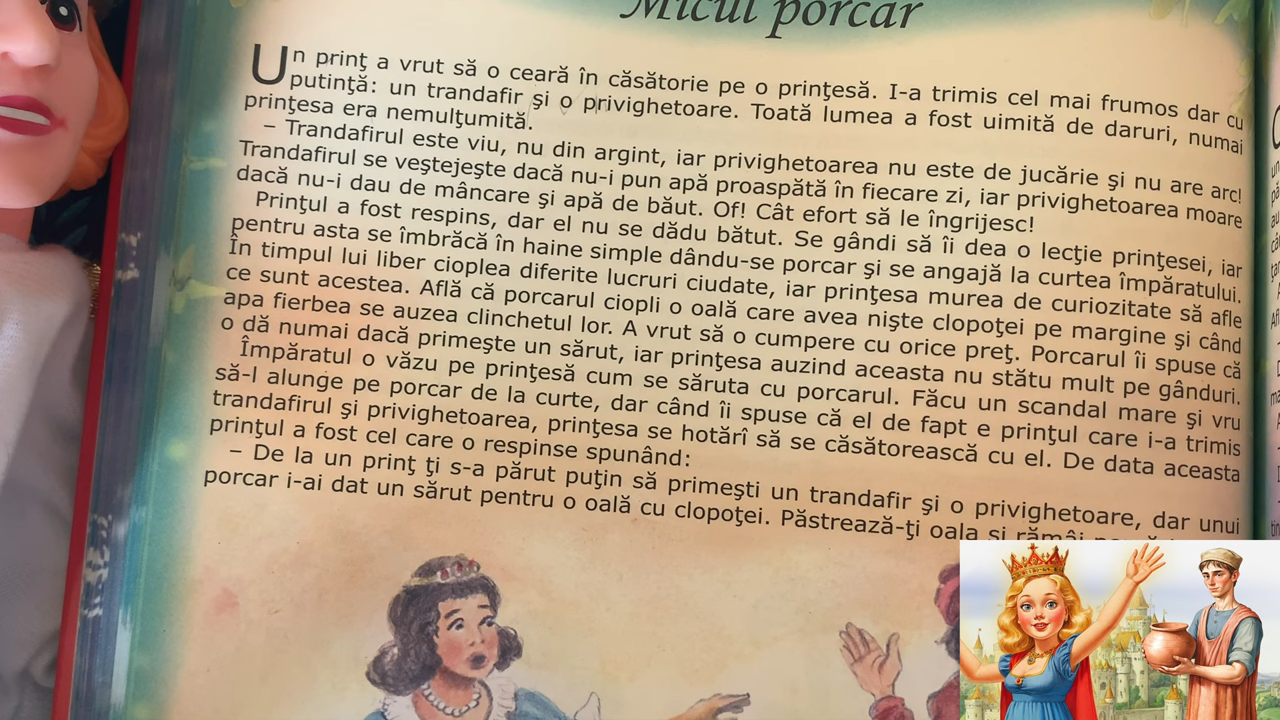 Micul porcar
Un prinţ a vrut să o ceară în căsătorie pe o prinţesă. I-a trimis cel mai frumos dar cu
putinţă: un trandafir şi o privighetoare. Toată lumea a fost uimită de daruri, numai
prinţesa era nemulţumită.
– Trandafirul este viu, nu din argint, iar privighetoarea nu este de jucărie şi nu are arc!
Trandafirul se veştejeşte dacă nu-i pun apă proaspătă în fiecare zi, iar privighetoarea moare
dacă nu-i dau de mâncare şi apă de băut. Of! Cât efort să le îngrijesc!
Prinţul a fost respins, dar el nu se dădu bătut. Se gândi să îi dea o lecţie prinţesei, iar
pentru asta se îmbrăcă în haine simple dându-se porcar şi se angajă la curtea împăratului.
În timpul lui liber cioplea diferite lucruri ciudate, iar prinţesa murea de curiozitate să afle
ce sunt acestea. Află că porcarul ciopli o oală care avea nişte clopoţei pe margine şi când
apa fierbea se auzea clinchetul lor. A vrut să o cumpere cu orice preţ. Porcarul îi spuse că
o dă numai dacă primeşte un sărut, iar prinţesa auzind aceasta nu stătu mult pe gânduri.
Împăratul o văzu pe prinţesă cum se săruta cu porcarul. Făcu un scandal mare şi vru
să-l alunge pe porcar de la curte, dar când îi spuse că el de fapt e prinţul care i-a trimis
trandafirul şi privighetoarea, prinţesa se hotărî să se căsătorească cu el. De data aceasta
prinţul a fost cel care o respinse spunând:
– De la un prinţ ţi s-a părut puţin să primeşti un trandafir şi o privighetoare, dar unui
porcar i-ai dat un sărut pentru o oală cu clopoţei. Păstrează-ţi oala şi rămâi